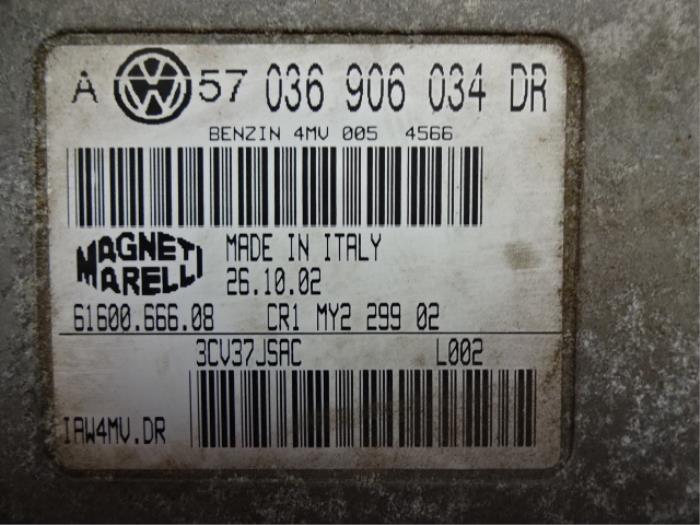 A VW 57 036 906 034 DR
BENZIN 4MV 005 4566
MAGNETI
MARELLI
MADE IN ITALY
26.10.02
61600.666.08 CR1 MY2 299 02
3CV37JSAC L002
IAW4MV.DR